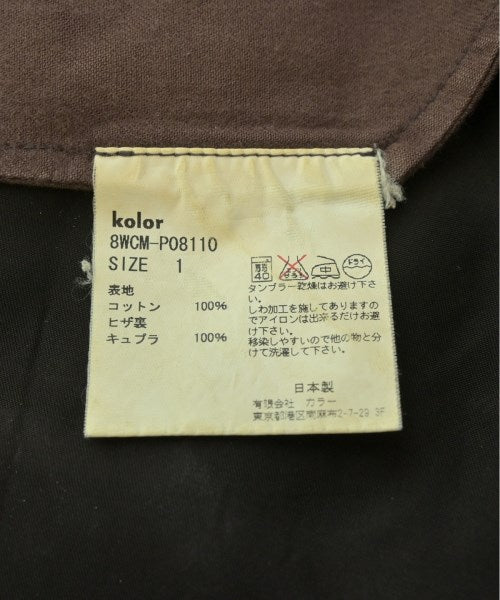 kolor
8WCM-P08110
SIZE 1
表地
コットン 100%
ヒザ裏
キュプラ 100%
40
ドライ
タンブラー乾燥はお避け下さい。
しわ加工を施してありますのでアイロンは出来るだけお避け下さい。
移染しやすいので他の物と分けて洗濯して下さい。
日本製
有限会社 カラー
東京都港区南麻布2-7-29 3F